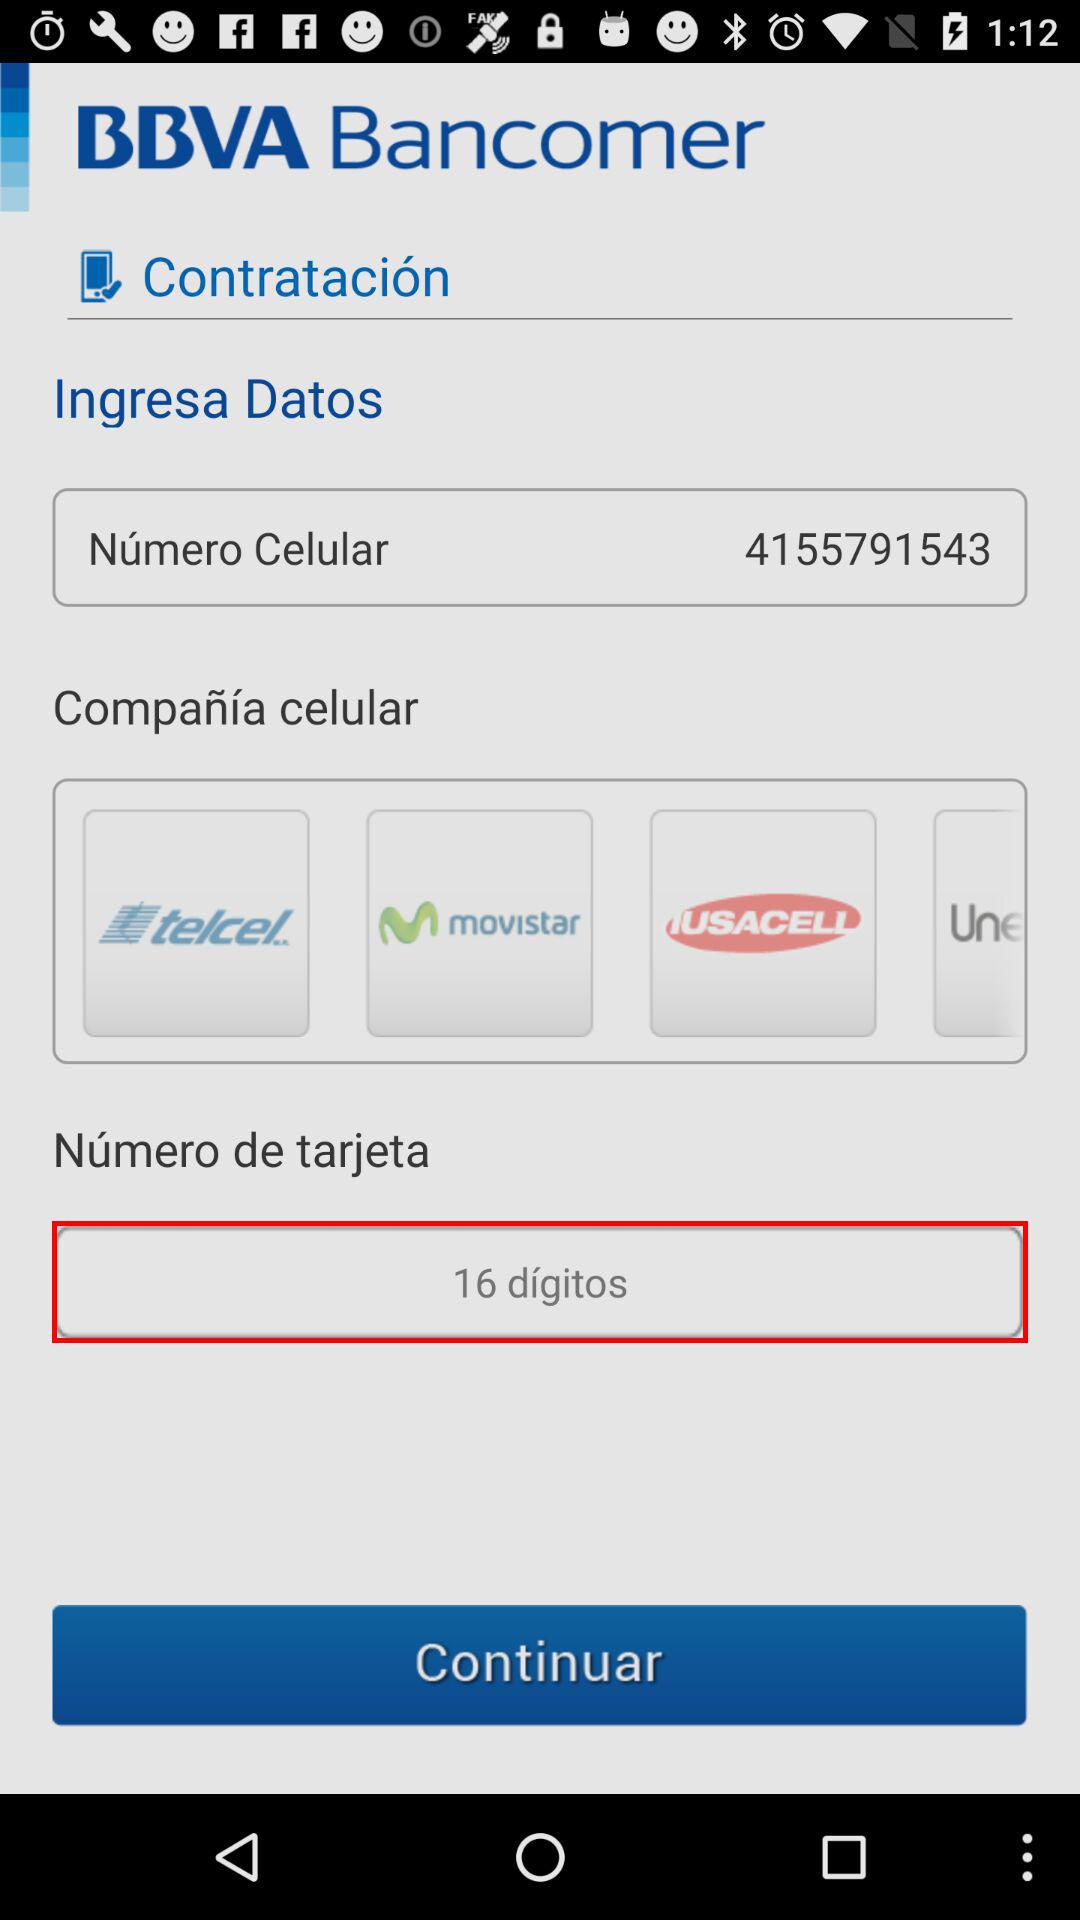 FAKE
1:12
BBVA Bancomer
Contratación
Ingresa Datos
Número Celular 4155791543
Compañía celular
telcel movistar IUSACELL Une
Número de tarjeta
16 dígitos
Continuar